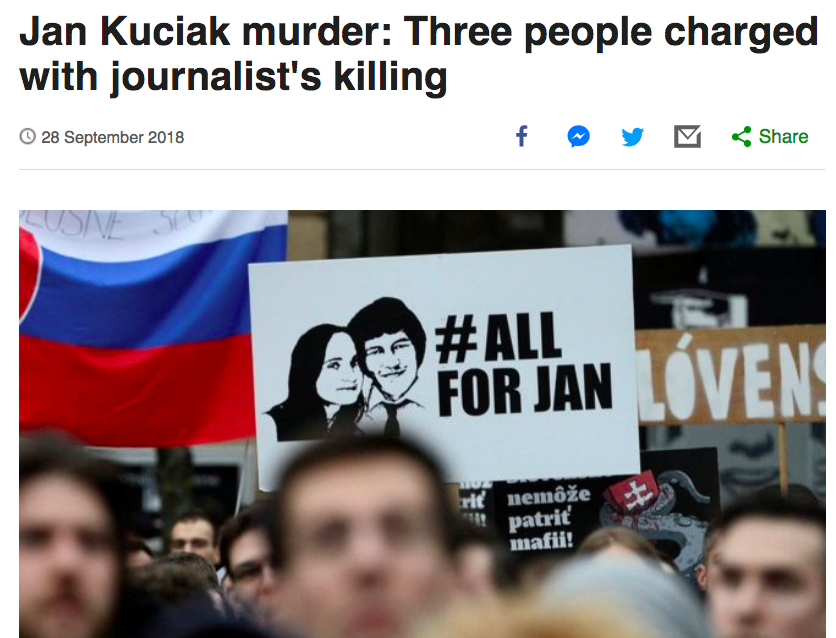 Jan Kuciak murder: Three people charged
with journalist's killing
28 September 2018
Share
#ALL
FOR JAN
LÓVENS
nemôže
patriť
mafii!